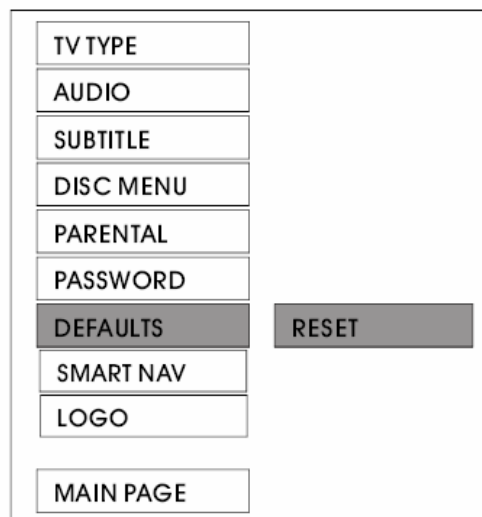 TV TYPE
AUDIO
SUBTITLE
DISC MENU
PARENTAL
PASSWORD
DEFAULTS RESET
SMART NAV
LOGO
MAIN PAGE